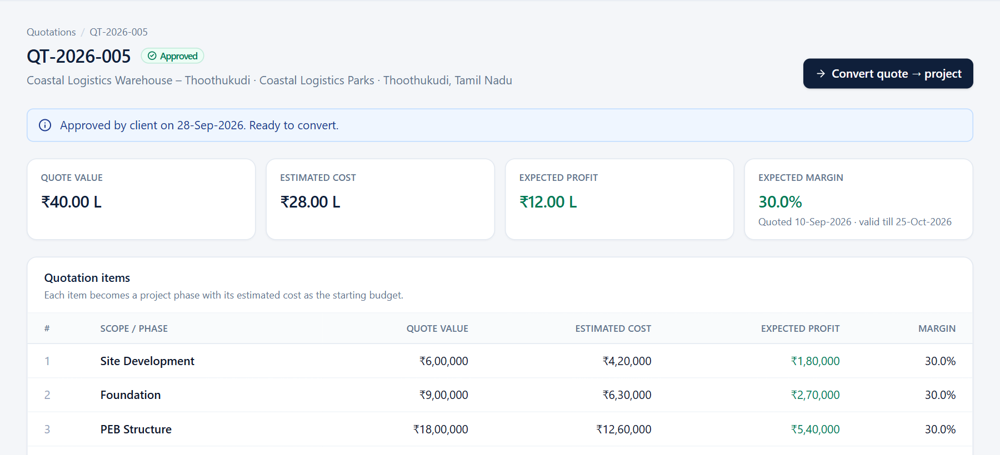 Quotations / QT-2026-005
QT-2026-005 Approved
Coastal Logistics Warehouse – Thoothukudi · Coastal Logistics Parks · Thoothukudi, Tamil Nadu
→ Convert quote → project
Approved by client on 28-Sep-2026. Ready to convert.
QUOTE VALUE
₹40.00 L
ESTIMATED COST
₹28.00 L
EXPECTED PROFIT
₹12.00 L
EXPECTED MARGIN
30.0%
Quoted 10-Sep-2026 · valid till 25-Oct-2026
Quotation items
Each item becomes a project phase with its estimated cost as the starting budget.
# SCOPE / PHASE QUOTE VALUE ESTIMATED COST EXPECTED PROFIT MARGIN
1 Site Development ₹6,00,000 ₹4,20,000 ₹1,80,000 30.0%
2 Foundation ₹9,00,000 ₹6,30,000 ₹2,70,000 30.0%
3 PEB Structure ₹18,00,000 ₹12,60,000 ₹5,40,000 30.0%